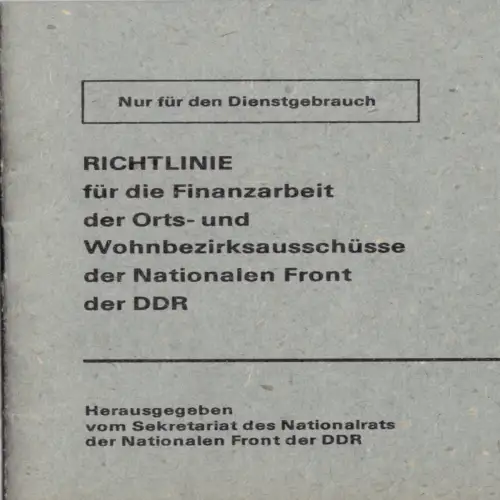 Nur für den Dienstgebrauch
RICHTLINIE
für die Finanzarbeit
der Orts- und
Wohnbezirksausschüsse
der Nationalen Front
der DDR
Herausgegeben
vom Sekretariat des Nationalrats
der Nationalen Front der DDR